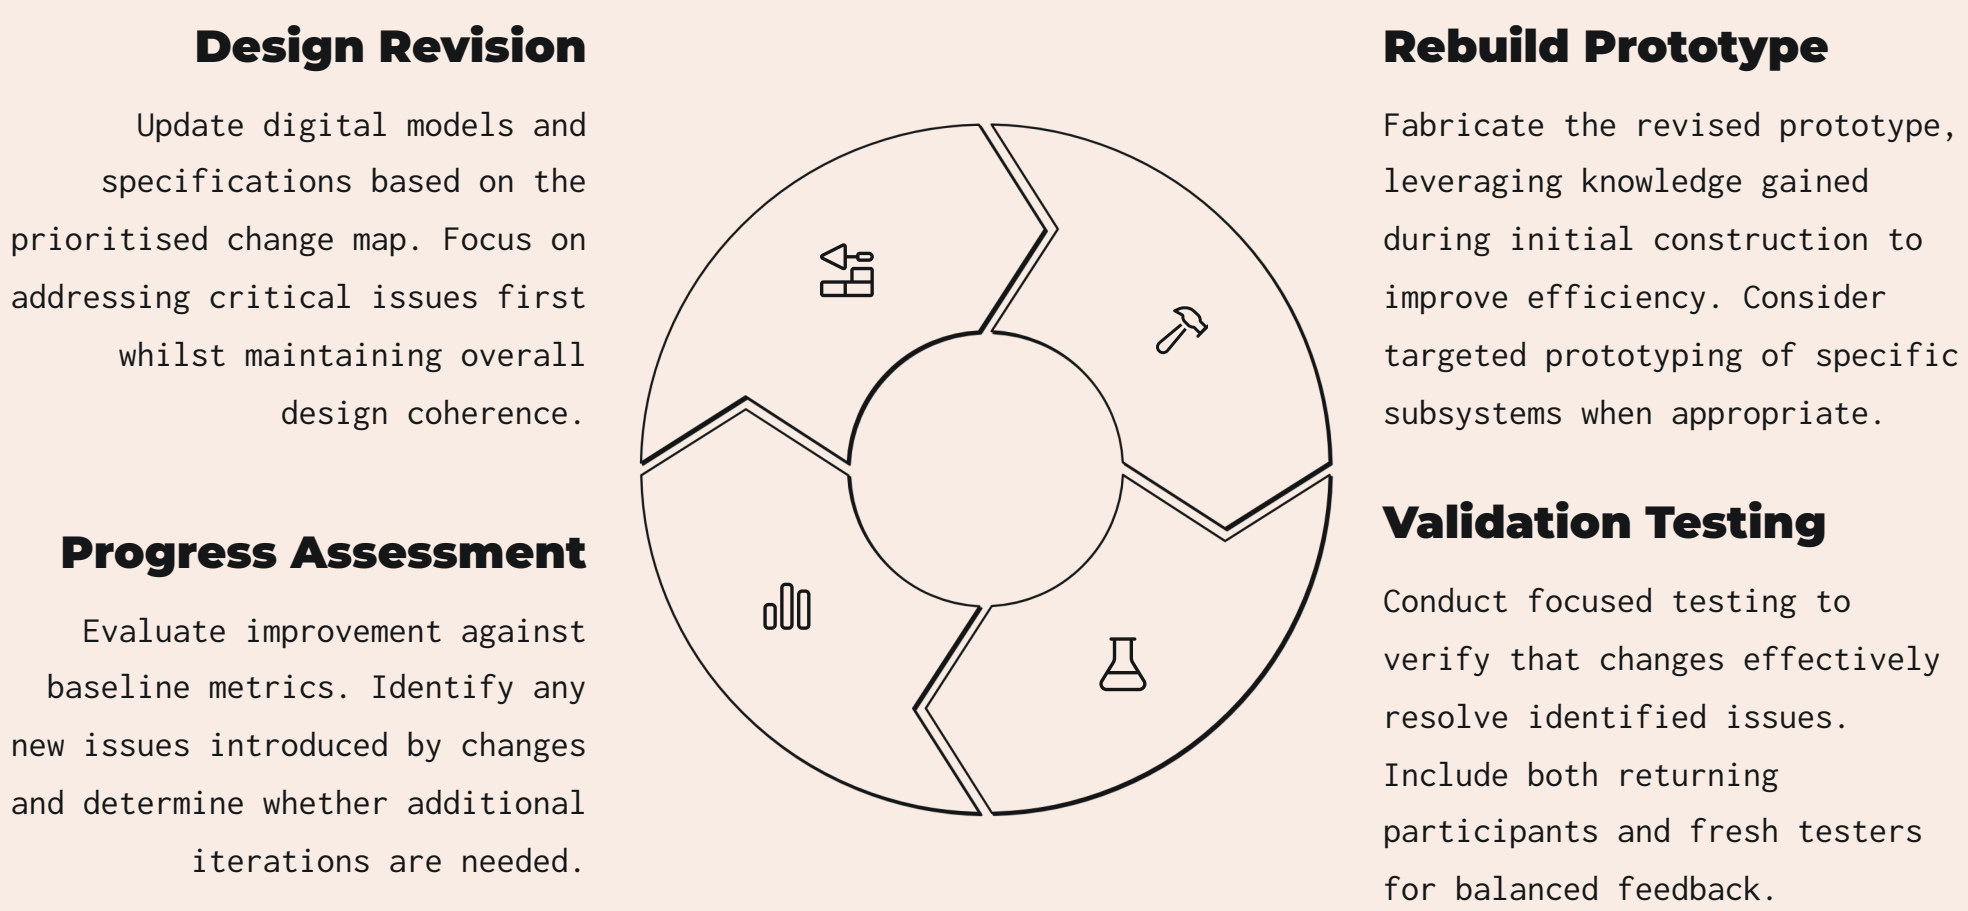 Design Revision
Update digital models and
specifications based on the
prioritised change map. Focus on
addressing critical issues first
whilst maintaining overall
design coherence.
Rebuild Prototype
Fabricate the revised prototype,
leveraging knowledge gained
during initial construction to
improve efficiency. Consider
targeted prototyping of specific
subsystems when appropriate.
Validation Testing
Conduct focused testing to
verify that changes effectively
resolve identified issues.
Include both returning
participants and fresh testers
for balanced feedback.
Progress Assessment
Evaluate improvement against
baseline metrics. Identify any
new issues introduced by changes
and determine whether additional
iterations are needed.